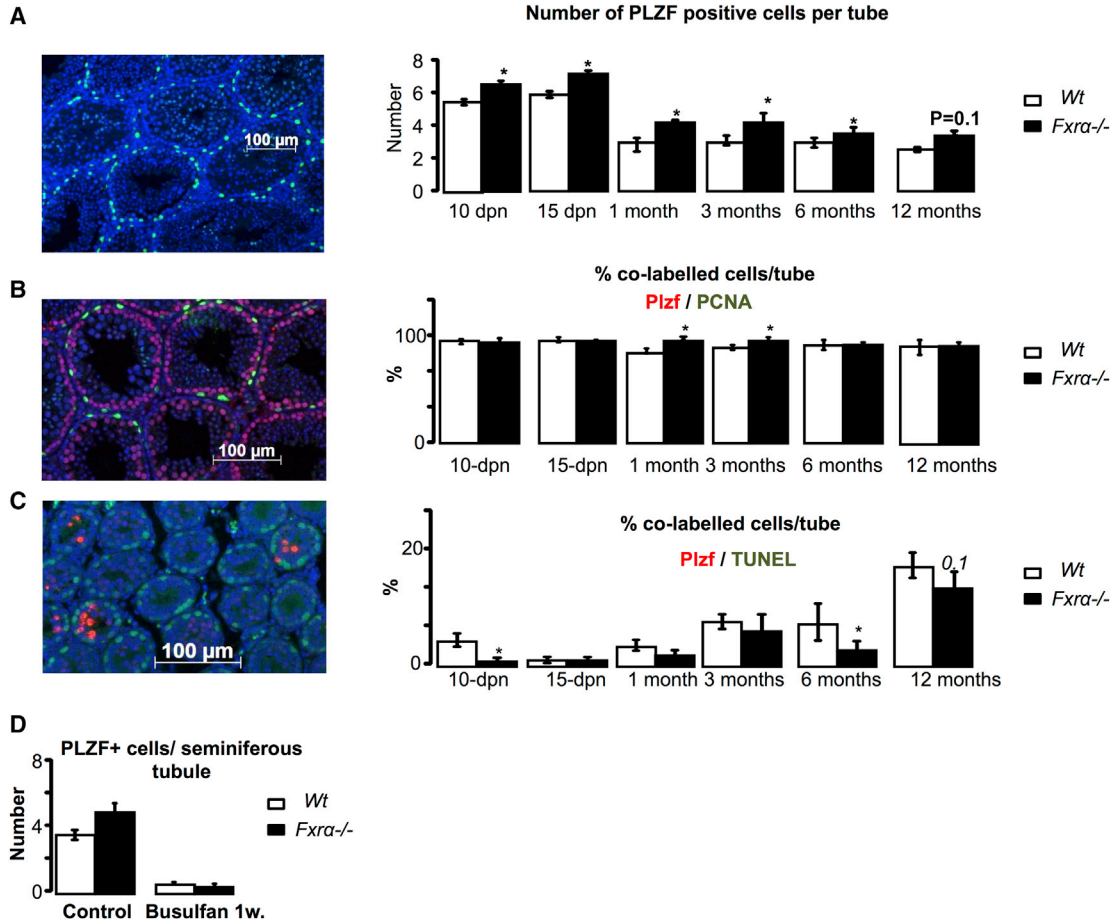 A
Number of PLZF positive cells per tube
100 µm
Number
8
6
4
2
0
*
*
*
*
*
P=0.1
10 dpn
15 dpn
1 month
3 months
6 months
12 months
Wt
Fxrα-/-
B
% co-labelled cells/tube
Plzf / PCNA
100 µm
%
100
0
*
*
10-dpn
15-dpn
1 month
3 months
6 months
12 months
Wt
Fxrα-/-
C
% co-labelled cells/tube
Plzf / TUNEL
100 µm
%
20
0
*
*
0.1
10-dpn
15-dpn
1 month
3 months
6 months
12 months
Wt
Fxrα-/-
D
PLZF+ cells/ seminiferous
tubule
Number
8
4
0
Wt
Fxrα-/-
Control
Busulfan 1w.